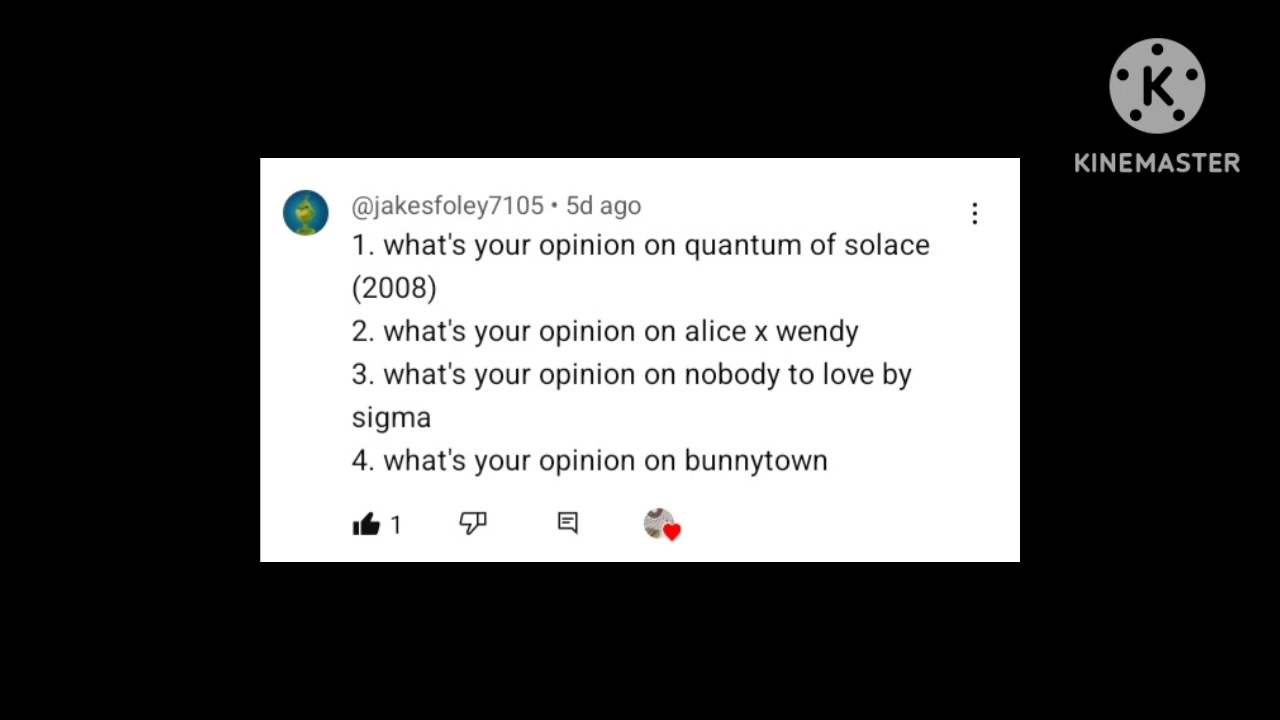 KINEMASTER
@jakesfoley7105 • 5d ago
1. what's your opinion on quantum of solace
(2008)
2. what's your opinion on alice x wendy
3. what's your opinion on nobody to love by
sigma
4. what's your opinion on bunnytown
1